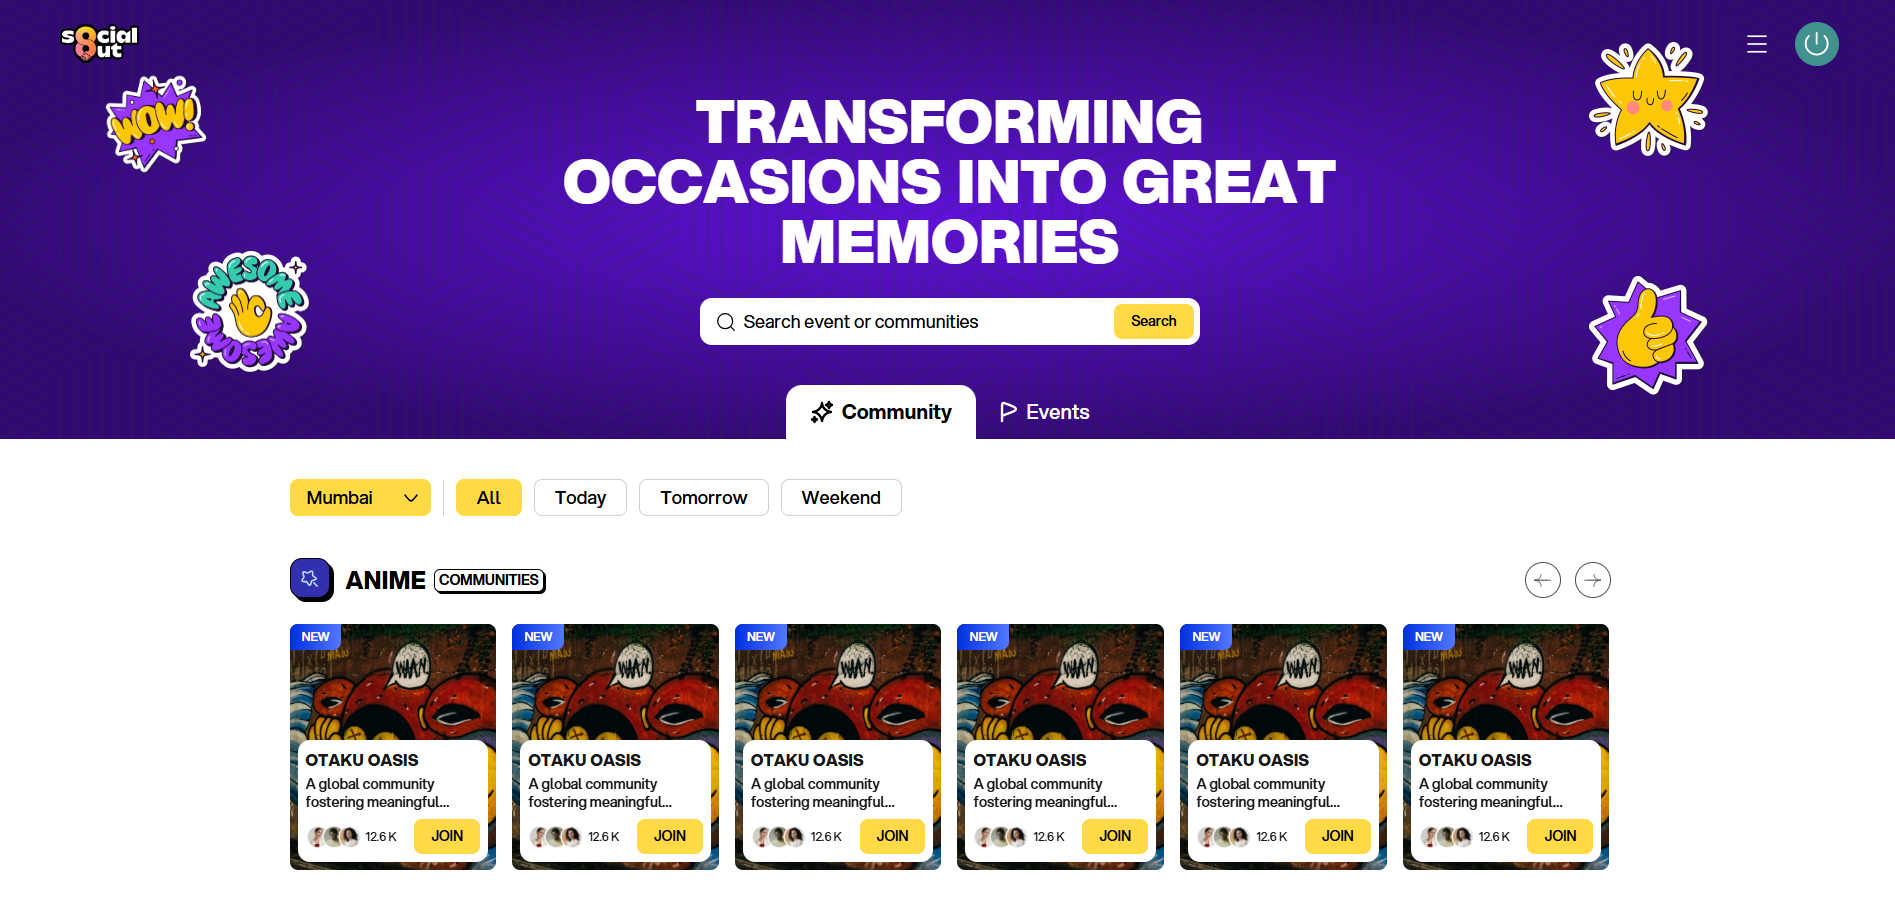 s8cial
8ut
WOW!
TRANSFORMING
OCCASIONS INTO GREAT
MEMORIES
AWESOME
AWESOME
Search event or communities
Search
Community
Events
Mumbai
All
Today
Tomorrow
Weekend
ANIME
COMMUNITIES
NEW
NEW
NEW
NEW
NEW
NEW
OTAKU OASIS
A global community
fostering meaningful...
12.6 K
JOIN
OTAKU OASIS
A global community
fostering meaningful...
12.6 K
JOIN
OTAKU OASIS
A global community
fostering meaningful...
12.6 K
JOIN
OTAKU OASIS
A global community
fostering meaningful...
12.6 K
JOIN
OTAKU OASIS
A global community
fostering meaningful...
12.6 K
JOIN
OTAKU OASIS
A global community
fostering meaningful...
12.6 K
JOIN